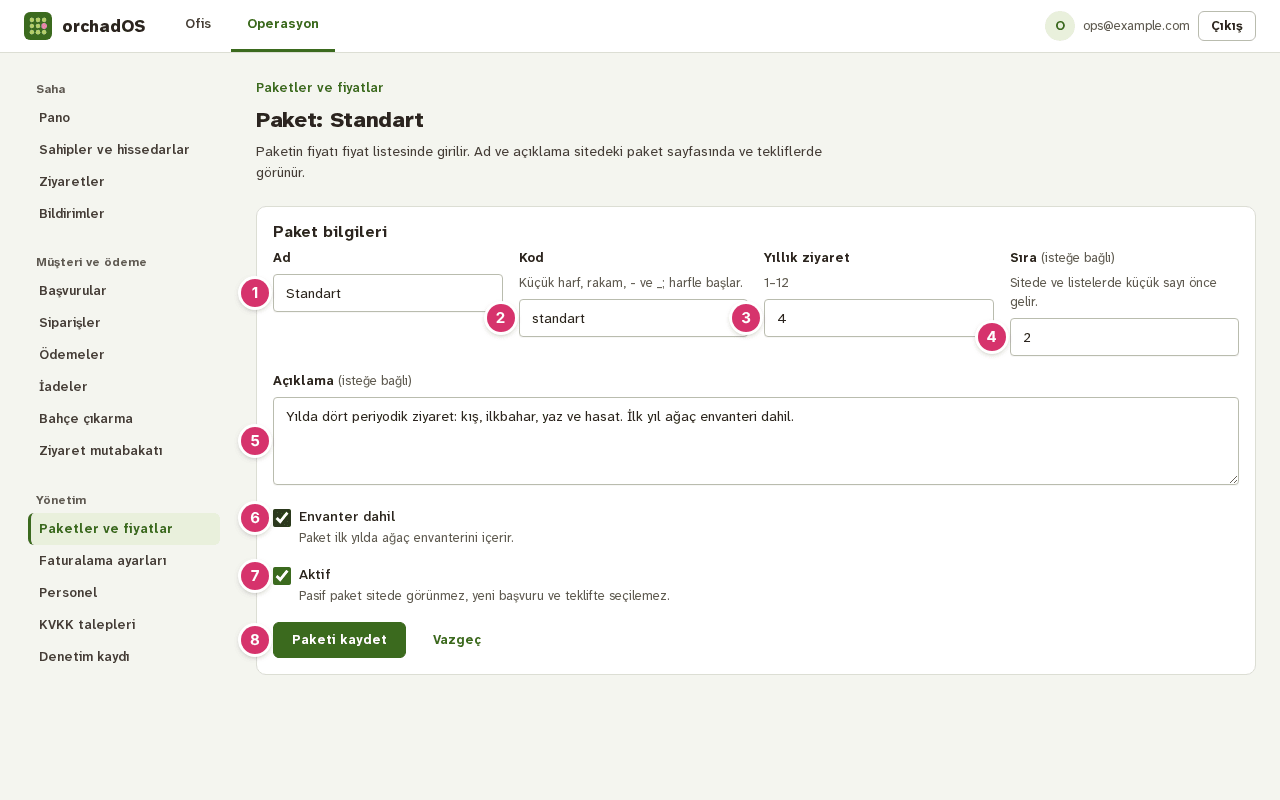 orchadOS
Ofis
Operasyon
O
ops@example.com
Çıkış
Saha
Pano
Sahipler ve hissedarlar
Ziyaretler
Bildirimler
Müşteri ve ödeme
Başvurular
Siparişler
Ödemeler
İadeler
Bahçe çıkarma
Ziyaret mutabakatı
Yönetim
Paketler ve fiyatlar
Faturalama ayarları
Personel
KVKK talepleri
Denetim kaydı
Paketler ve fiyatlar
Paket: Standart
Paketin fiyatı fiyat listesinde girilir. Ad ve açıklama sitedeki paket sayfasında ve tekliflerde
görünür.
Paket bilgileri
Ad
1
Standart
Kod
Küçük harf, rakam, - ve _; harfle başlar.
2
standart
Yıllık ziyaret
1–12
3
4
Sıra (isteğe bağlı)
Sitede ve listelerde küçük sayı önce
gelir.
4
2
Açıklama (isteğe bağlı)
5
Yılda dört periyodik ziyaret: kış, ilkbahar, yaz ve hasat. İlk yıl ağaç envanteri dahil.
6
Envanter dahil
Paket ilk yılda ağaç envanterini içerir.
7
Aktif
Pasif paket sitede görünmez, yeni başvuru ve teklifte seçilemez.
8
Paketi kaydet
Vazgeç